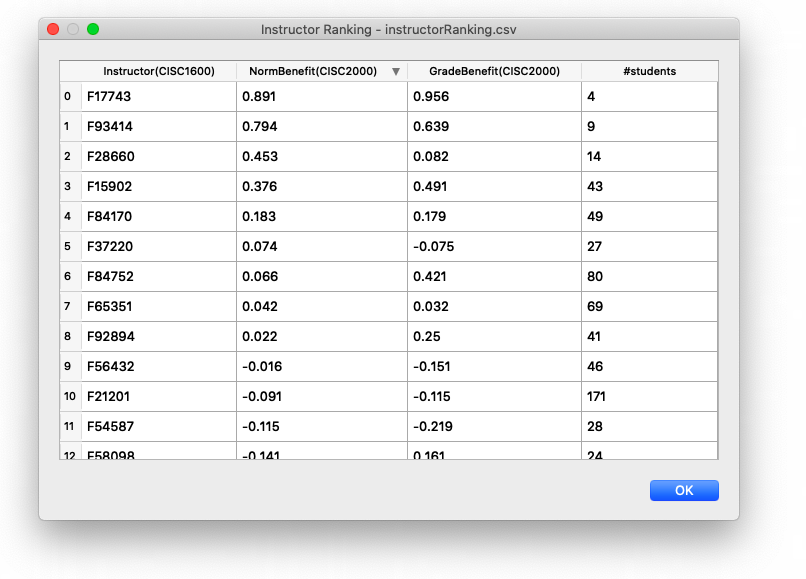 Instructor Ranking - instructorRanking.csv
Instructor(CISC1600) NormBenefit(CISC2000) ▼ GradeBenefit(CISC2000) #students
0 F17743 0.891 0.956 4
1 F93414 0.794 0.639 9
2 F28660 0.453 0.082 14
3 F15902 0.376 0.491 43
4 F84170 0.183 0.179 49
5 F37220 0.074 -0.075 27
6 F84752 0.066 0.421 80
7 F65351 0.042 0.032 69
8 F92894 0.022 0.25 41
9 F56432 -0.016 -0.151 46
10 F21201 -0.091 -0.115 171
11 F54587 -0.115 -0.219 28
12 F58098 -0.141 0.161 24
OK